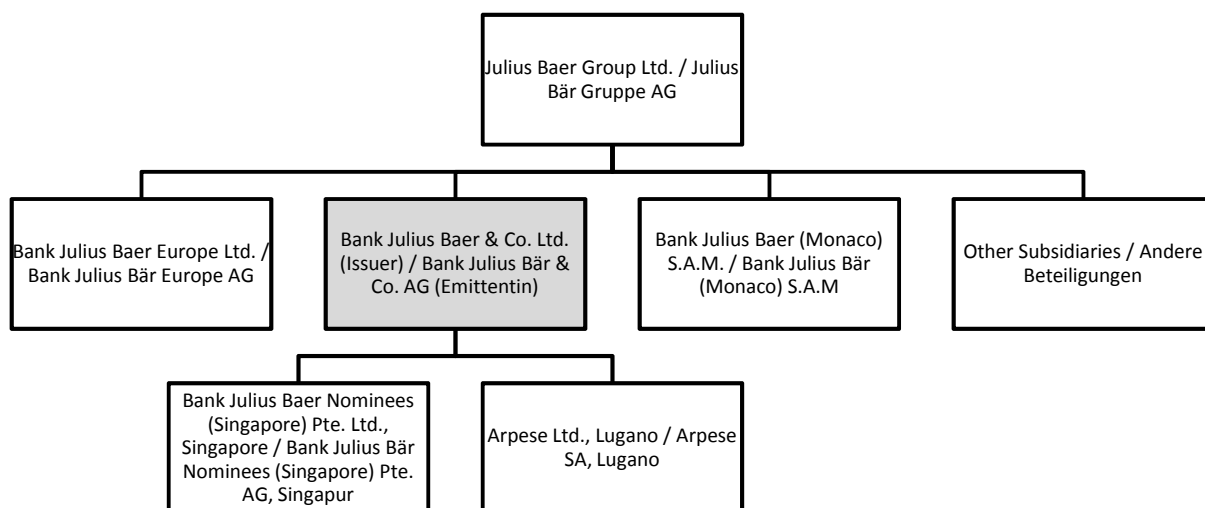 Julius Baer Group Ltd. / Julius
Bär Gruppe AG
Bank Julius Baer Europe Ltd. /
Bank Julius Bär Europe AG
Bank Julius Baer & Co. Ltd.
(Issuer) / Bank Julius Bär &
Co. AG (Emittentin)
Bank Julius Baer (Monaco)
S.A.M. / Bank Julius Bär
(Monaco) S.A.M
Other Subsidiaries / Andere
Beteiligungen
Bank Julius Baer Nominees
(Singapore) Pte. Ltd.,
Singapore / Bank Julius Bär
Nominees (Singapore) Pte.
AG, Singapur
Arpese Ltd., Lugano / Arpese
SA, Lugano